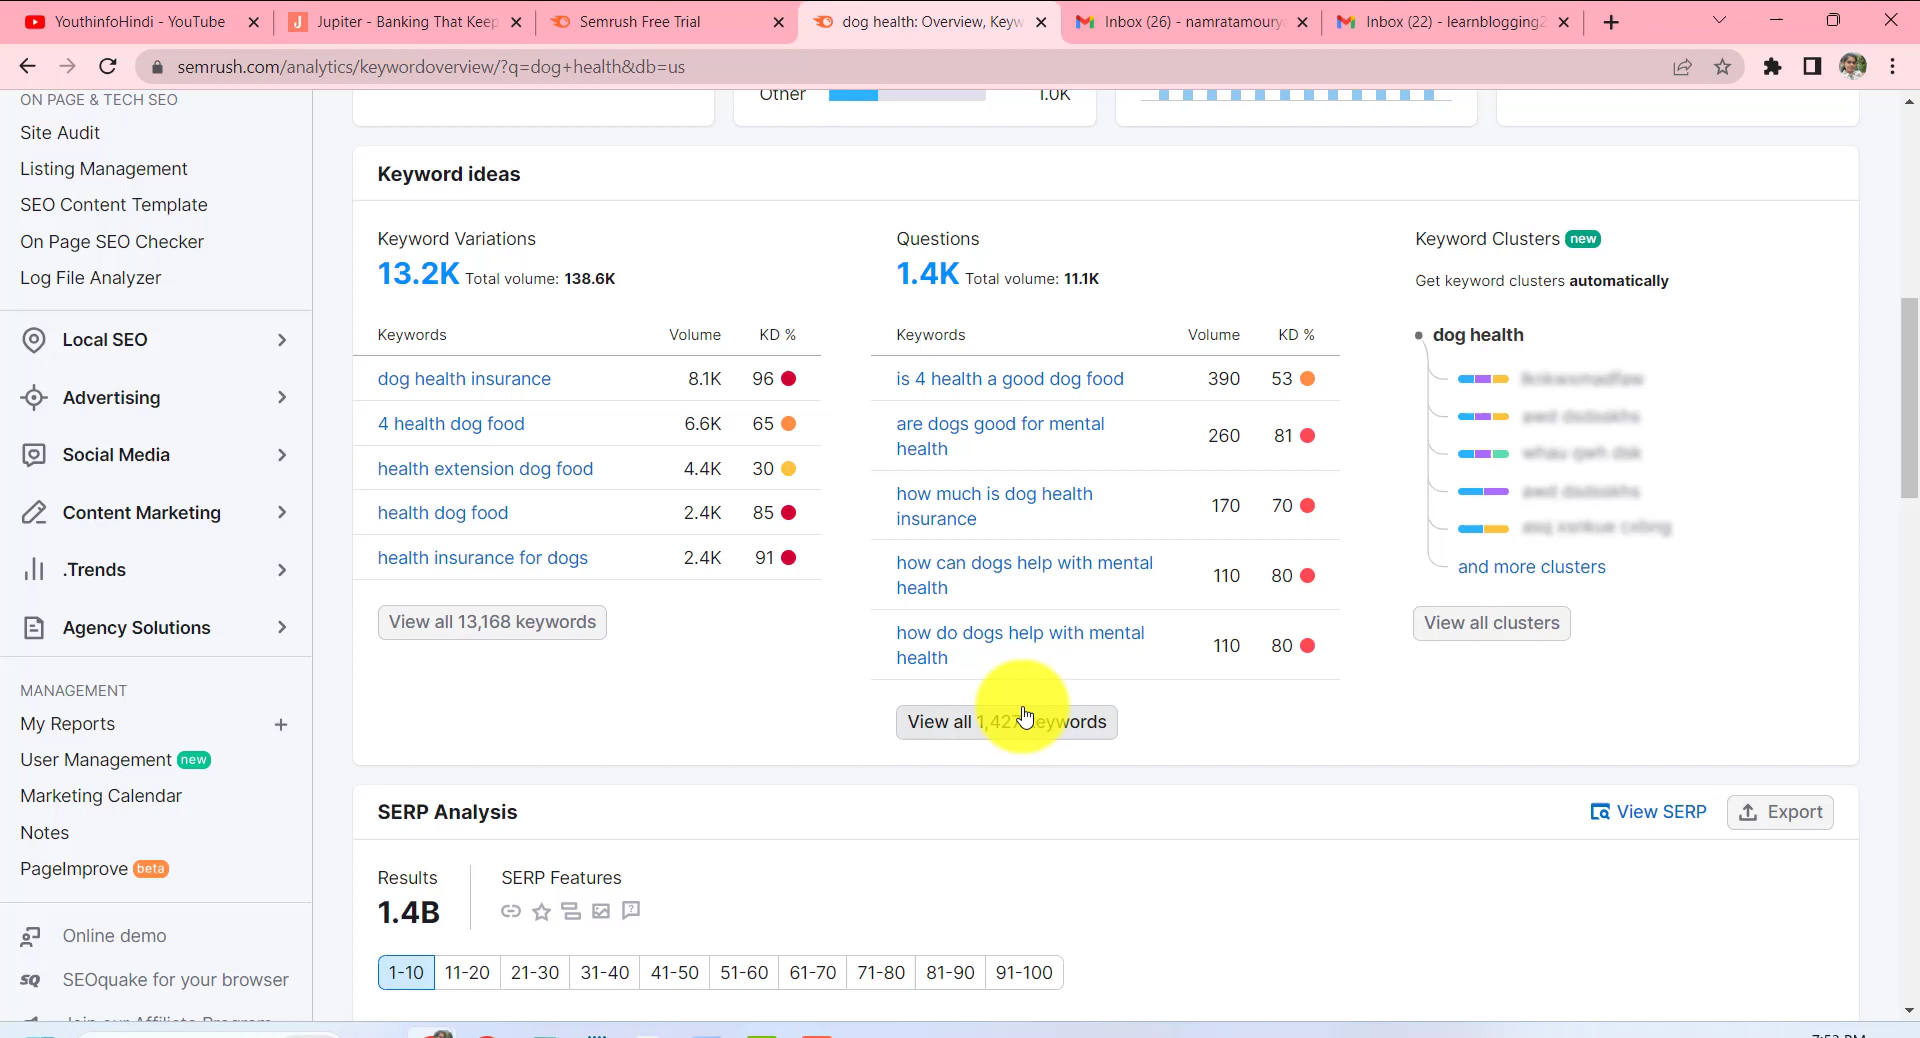 YouthinfoHindi - YouTube
Jupiter - Banking That Keep
Semrush Free Trial
dog health: Overview, Keyw
Inbox (26) - namratamoury
Inbox (22) - learnblogging2
semrush.com/analytics/keywordoverview/?q=dog+health&db=us
ON PAGE & TECH SEO
Site Audit
Listing Management
SEO Content Template
On Page SEO Checker
Log File Analyzer
Local SEO
Advertising
Social Media
Content Marketing
.Trends
Agency Solutions
MANAGEMENT
My Reports +
User Management new
Marketing Calendar
Notes
PageImprove beta
Online demo
SQ SEOquake for your browser
Join our Affiliate Program
Other 1.0K
Keyword ideas
Keyword Variations
13.2K Total volume: 138.6K
Keywords Volume KD %
dog health insurance 8.1K 96
4 health dog food 6.6K 65
health extension dog food 4.4K 30
health dog food 2.4K 85
health insurance for dogs 2.4K 91
View all 13,168 keywords
Questions
1.4K Total volume: 11.1K
Keywords Volume KD %
is 4 health a good dog food 390 53
are dogs good for mental
health 260 81
how much is dog health
insurance 170 70
how can dogs help with mental
health 110 80
how do dogs help with mental
health 110 80
View all 1,427 keywords
Keyword Clusters new
Get keyword clusters automatically
dog health
and more clusters
View all clusters
SERP Analysis
View SERP
Export
Results
1.4B
SERP Features
1-10 11-20 21-30 31-40 41-50 51-60 61-70 71-80 81-90 91-100